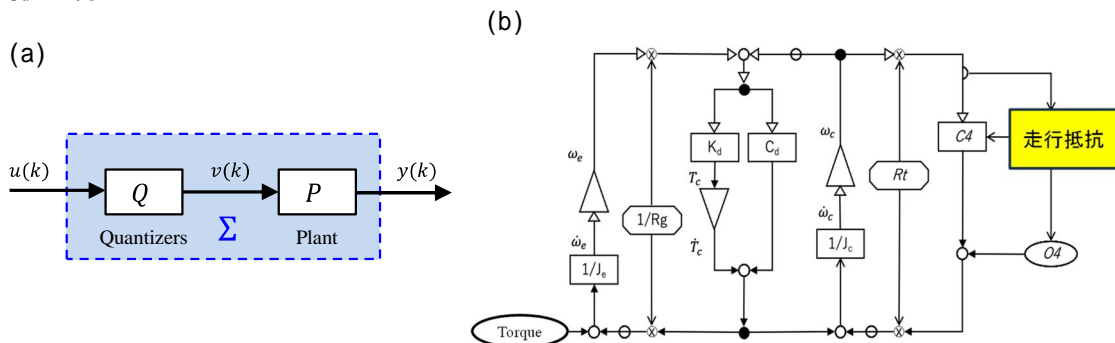 (a)
u(k)
Q
v(k)
P
y(k)
Quantizers
Σ
Plant
(b)
ω_e
ω̇_e
1/J_e
Torque
1/Rg
K_d
C_d
T_c
Ṫ_c
ω_c
ω̇_c
1/J_c
Rt
C4
走行抵抗
O4